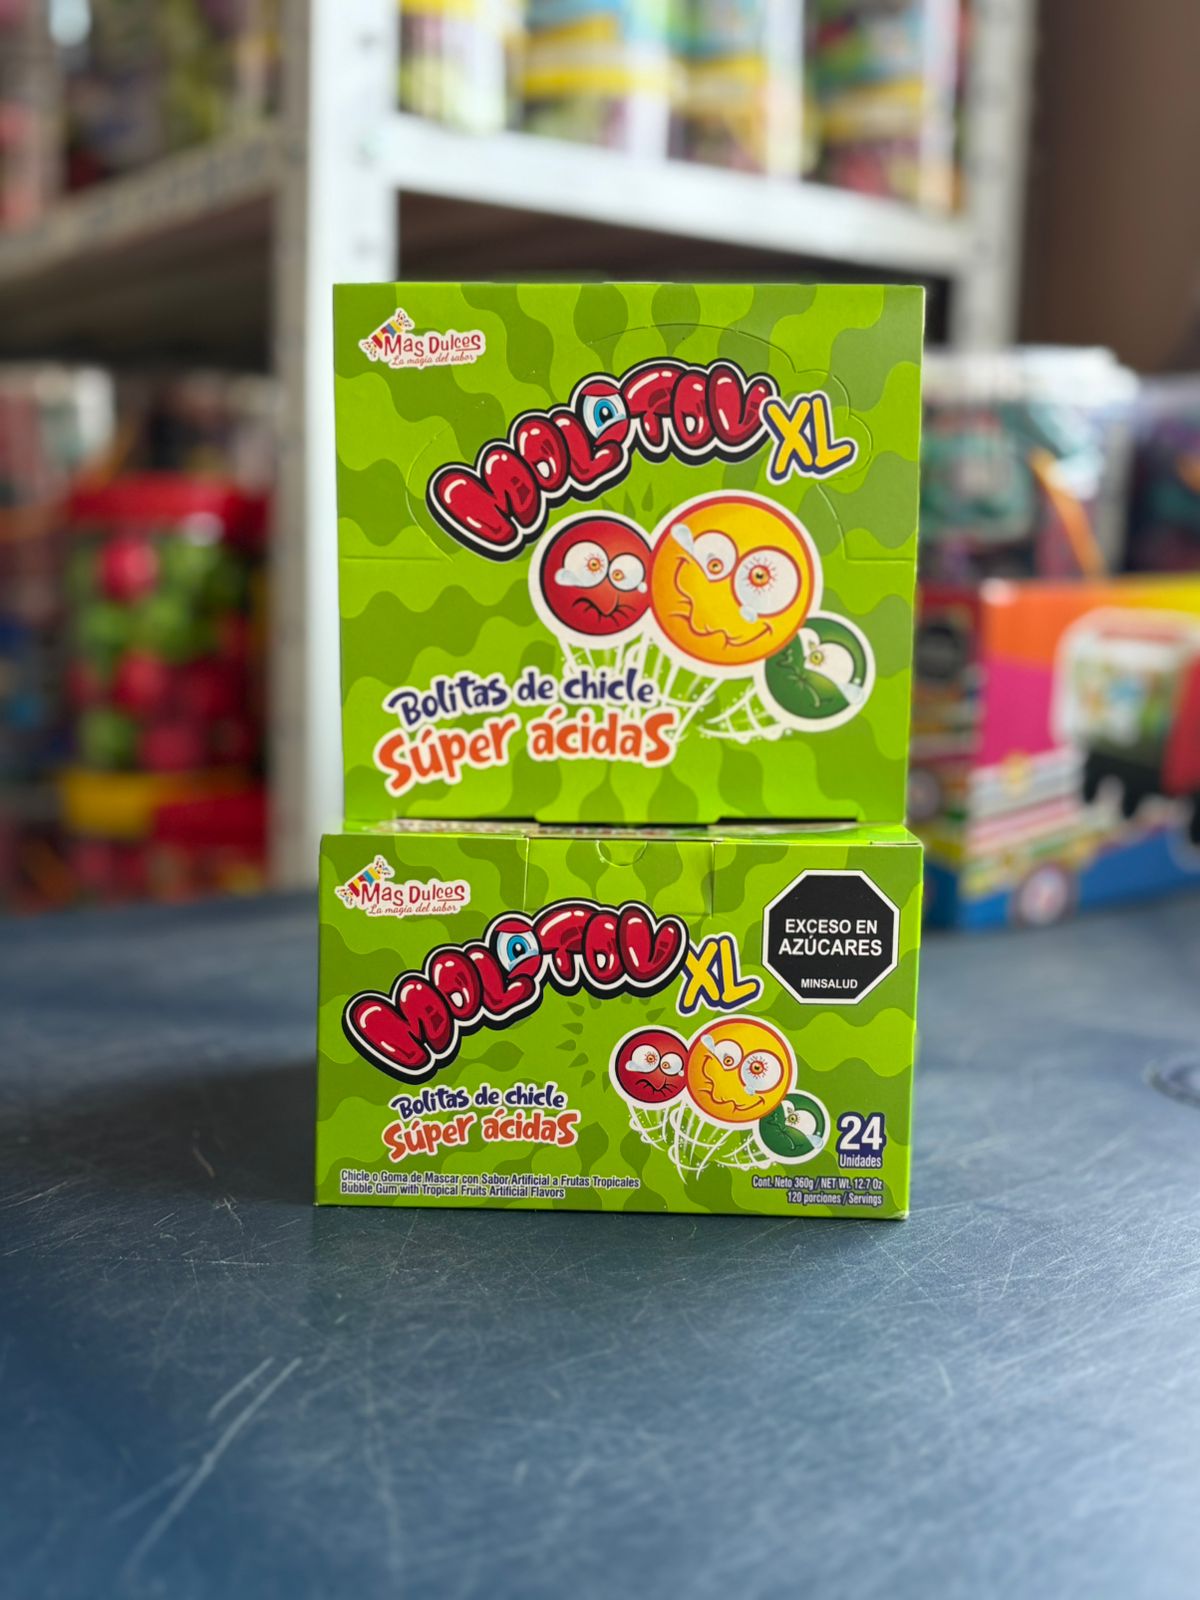 Mas Dulces
La magia del sabor
MOLOTOV XL
Bolitas de chicle
Súper ácidas
Mas Dulces
La magia del sabor
MOLOTOV XL
EXCESO EN
AZÚCARES
MINSALUD
Bolitas de chicle
Súper ácidas
24
Unidades
Chicle o Goma de Mascar con Sabor Artificial a Frutas Tropicales
Bubble Gum with Tropical Fruits Artificial Flavors
Cont. Neto 360g / NET Wt. 12.7 Oz
120 porciones / Servings